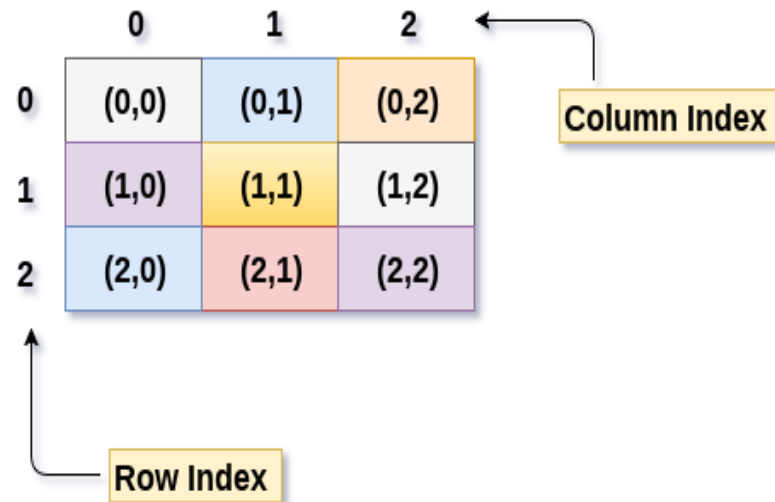 0 1 2
Column Index
0 (0,0) (0,1) (0,2)
1 (1,0) (1,1) (1,2)
2 (2,0) (2,1) (2,2)
Row Index